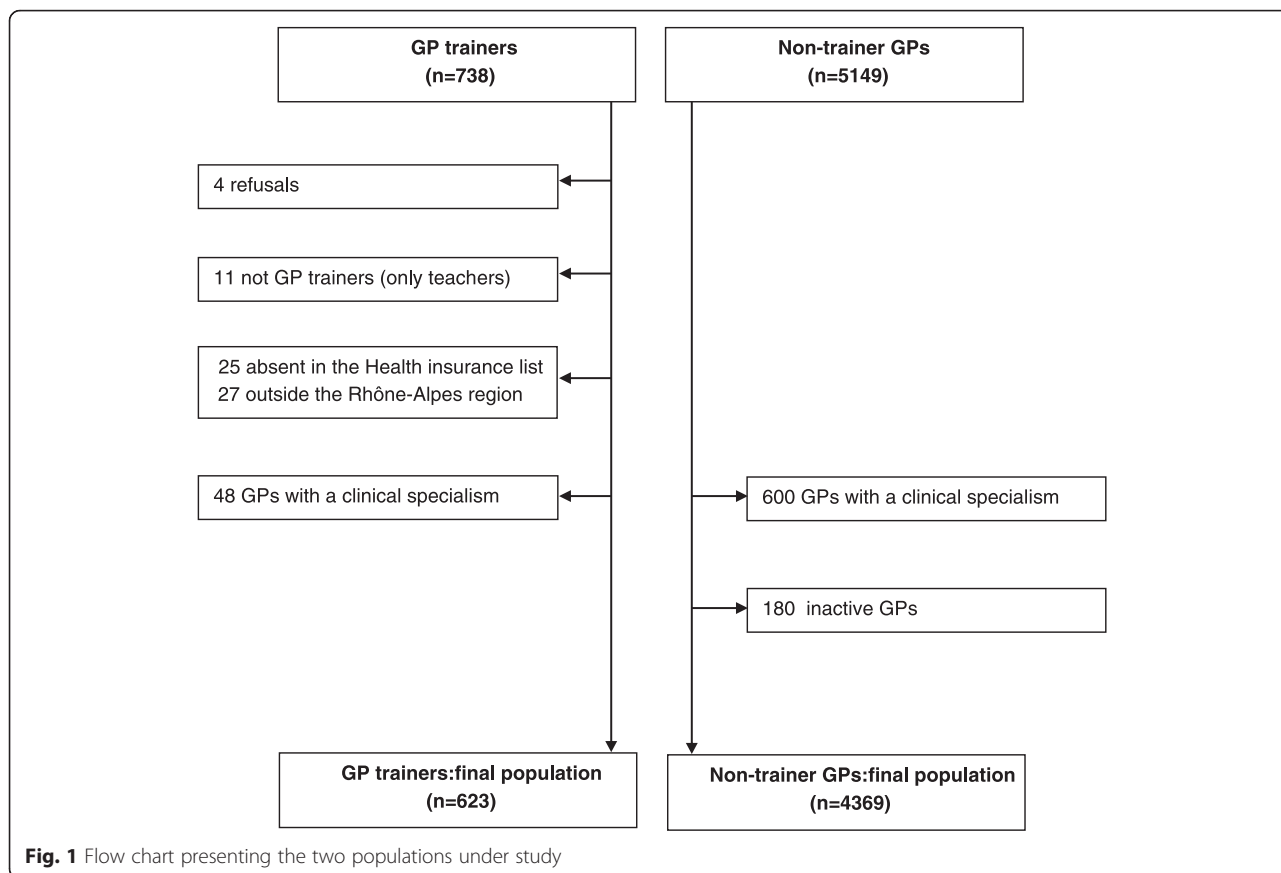 GP trainers
(n=738)
Non-trainer GPs
(n=5149)
4 refusals
11 not GP trainers (only teachers)
25 absent in the Health insurance list
27 outside the Rhône-Alpes region
48 GPs with a clinical specialism
600 GPs with a clinical specialism
180 inactive GPs
GP trainers:final population
(n=623)
Non-trainer GPs:final population
(n=4369)
Fig. 1 Flow chart presenting the two populations under study